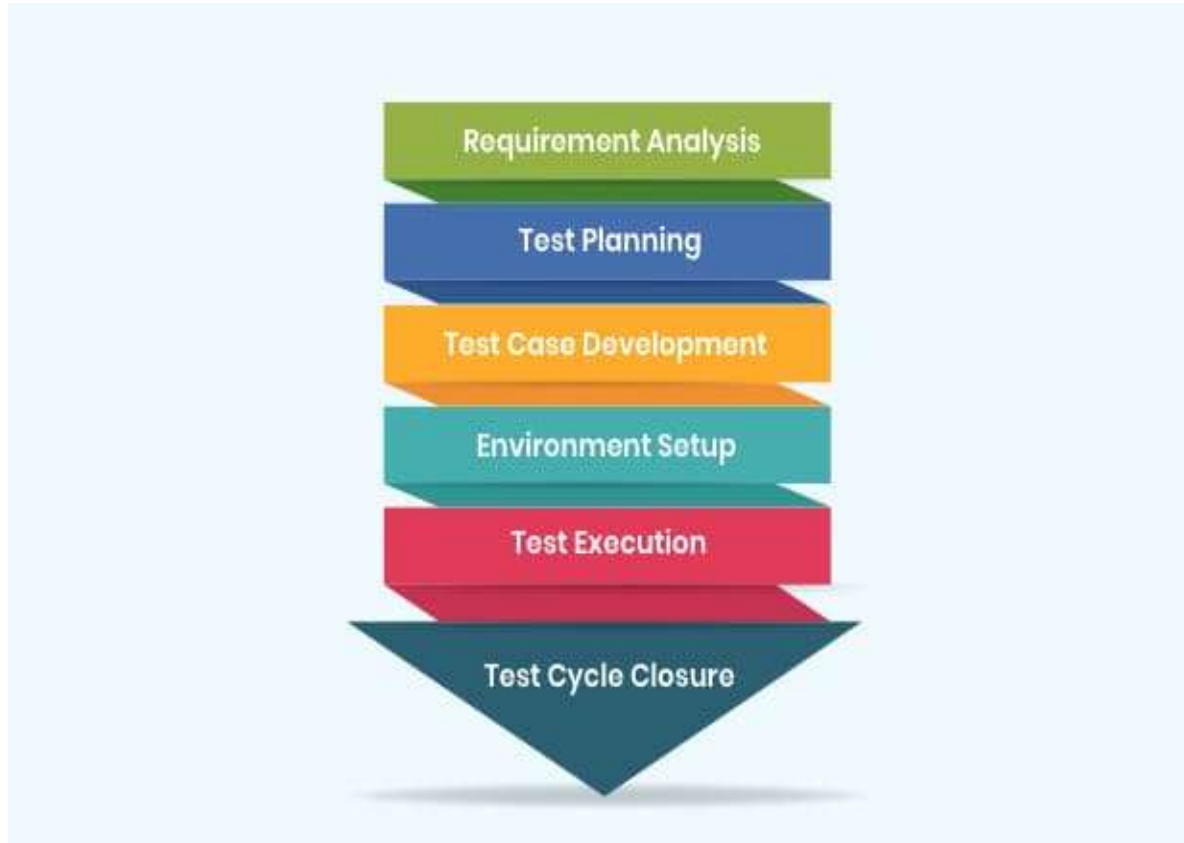 Requirement Analysis
Test Planning
Test Case Development
Environment Setup
Test Execution
Test Cycle Closure